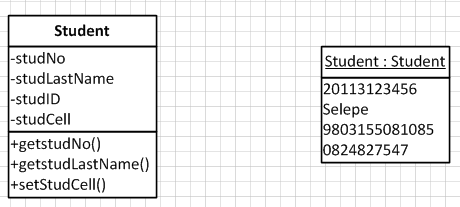 Student
-studNo
-studLastName
-studID
-studCell
+getstudNo()
+getstudLastName()
+setStudCell()
Student : Student
20113123456
Selepe
9803155081085
0824827547